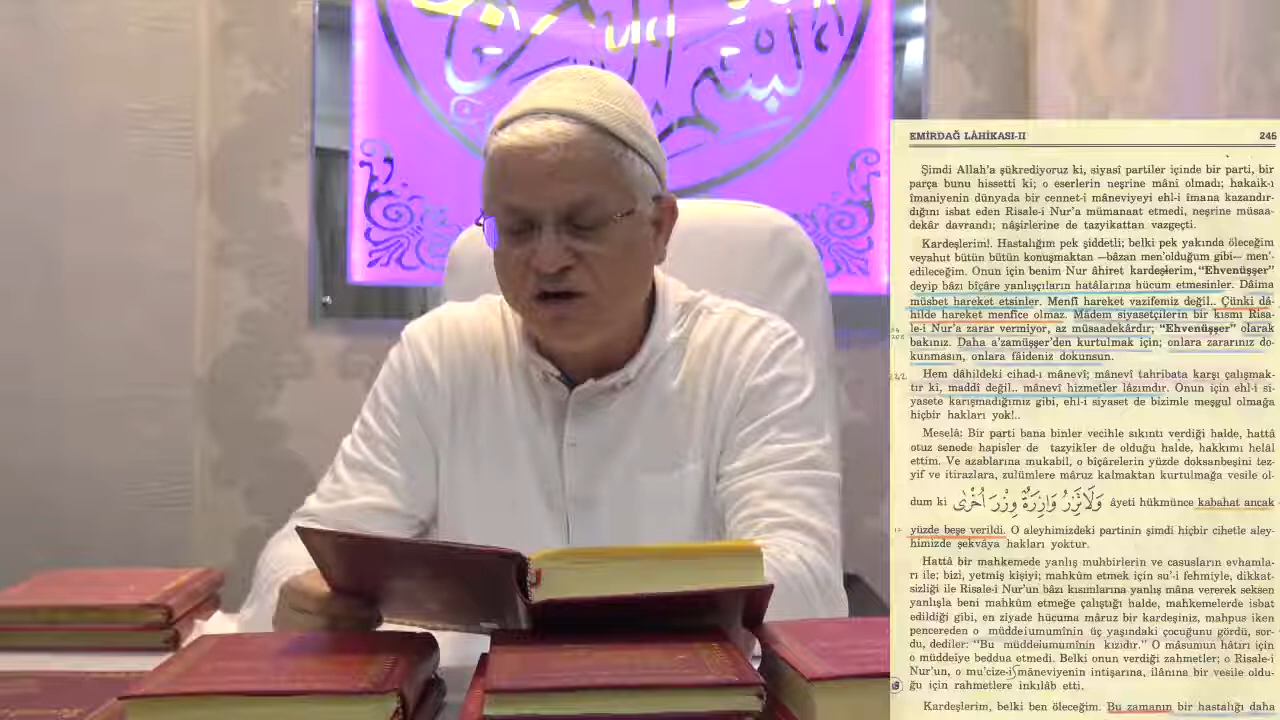 EMİRDAĞ LÂHİKASI-II 245
Şimdi Allah'a şükrediyoruz ki, siyasî partiler içinde bir parti, bir
parça bunu hissetti ki; o eserlerin neşrine mâni olmadı; hakaik-ı
îmaniyenin dünyada bir cennet-i mâneviyeyi ehl-i imana kazandır-
dığını isbat eden Risale-i Nur'a mümanaat etmedi, neşrine müsaa-
dekâr davrandı; nâşirlerine de tazyikattan vazgeçti.
Kardeşlerim!. Hastalığım pek şiddetli; belki pek yakında öleceğim
veyahut bütün bütün konuşmaktan —bâzan men'olduğum gibi— men'-
edileceğim. Onun için benim Nur âhiret kardeşlerim, "Ehvenüşşer"
deyip bâzı bîçâre yanlışçıların hatâlarına hücum etmesinler. Dâima
müsbet hareket etsinler. Menfî hareket vazifemiz değil.. Çünki dâ-
hilde hareket menfîce olmaz. Mâdem siyasetçilerin bir kısmı Risa-
le-i Nur'a zarar vermiyor, az müsaadekârdır; "Ehvenüşşer" olarak
bakınız. Daha a'zamüşşer'den kurtulmak için; onlara zararınız do-
kunmasın, onlara fâideniz dokunsun.
Hem dâhildeki cihad-ı mânevî; mânevî tahribata karşı çalışmak-
tır ki, maddî değil.. mânevî hizmetler lâzımdır. Onun için ehl-i si-
yasete karışmadığımız gibi, ehl-i siyaset de bizimle meşgul olmağa
hiçbir hakları yok!..
Meselâ: Bir parti bana binler vecihle sıkıntı verdiği halde, hattâ
otuz senede hapisler de tazyikler de olduğu halde, hakkımı helâl
ettim. Ve azablarına mukabil, o bîçârelerin yüzde doksanbeşini tez-
yif ve itirazlara, zulümlere mâruz kalmaktan kurtulmağa vesile ol-
dum ki وَلَا تَزِرُ وَازِرَةٌ وِزْرَ اُخْرٰى âyeti hükmünce kabahat ancak
yüzde beşe verildi. O aleyhimizdeki partinin şimdi hiçbir cihetle aley-
himizde şekvâya hakları yoktur.
Hattâ bir mahkemede yanlış muhbirlerin ve casusların evhamla-
rı ile; bizi, yetmiş kişiyi; mahkûm etmek için su'-i fehmiyle, dikkat-
sizliği ile Risale-i Nur'un bâzı kısımlarına yanlış mâna vererek seksen
yanlışla beni mahkûm etmeğe çalıştığı halde, mahkemelerde isbat
edildiği gibi, en ziyade hücuma mâruz bir kardeşiniz, mahpus iken
pencereden o müddeiumumînin üç yaşındaki çocuğunu gördü, sor-
du, dediler: "Bu müddeiumumînin kızıdır." O mâsumun hâtırı için
o müddeîye beddua etmedi. Belki onun verdiği zahmetler; o Risale-i
Nur'un, o mu'cize-i mâneviyenin intişarına, ilânına bir vesile oldu-
ğu için rahmetlere inkılâb etti.
Kardeşlerim, belki ben öleceğim. Bu zamanın bir hastalığı daha